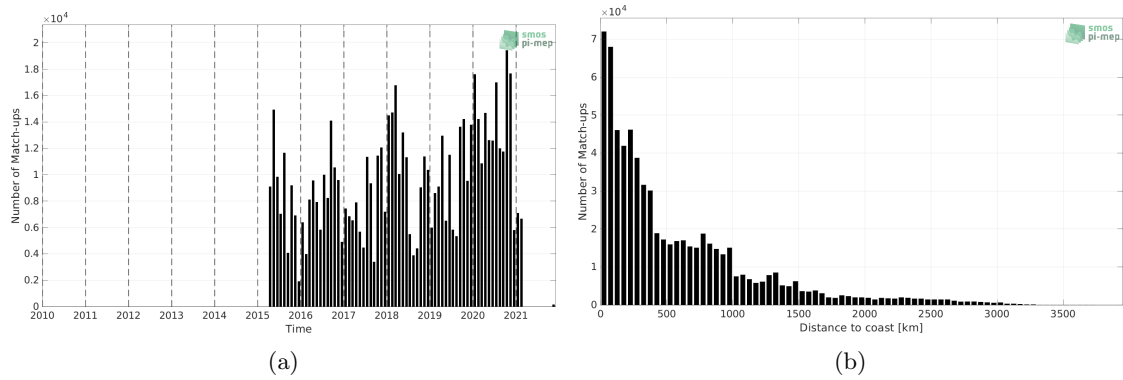 ×10⁴
2
1.8
1.6
1.4
1.2
1
0.8
0.6
0.4
0.2
0
Number of Match-ups
2010 2011 2012 2013 2014 2015 2016 2017 2018 2019 2020 2021
Time
smos
pi-mep
(a)
×10⁴
7
6
5
4
3
2
1
0
Number of Match-ups
0 500 1000 1500 2000 2500 3000 3500
Distance to coast [km]
smos
pi-mep
(b)